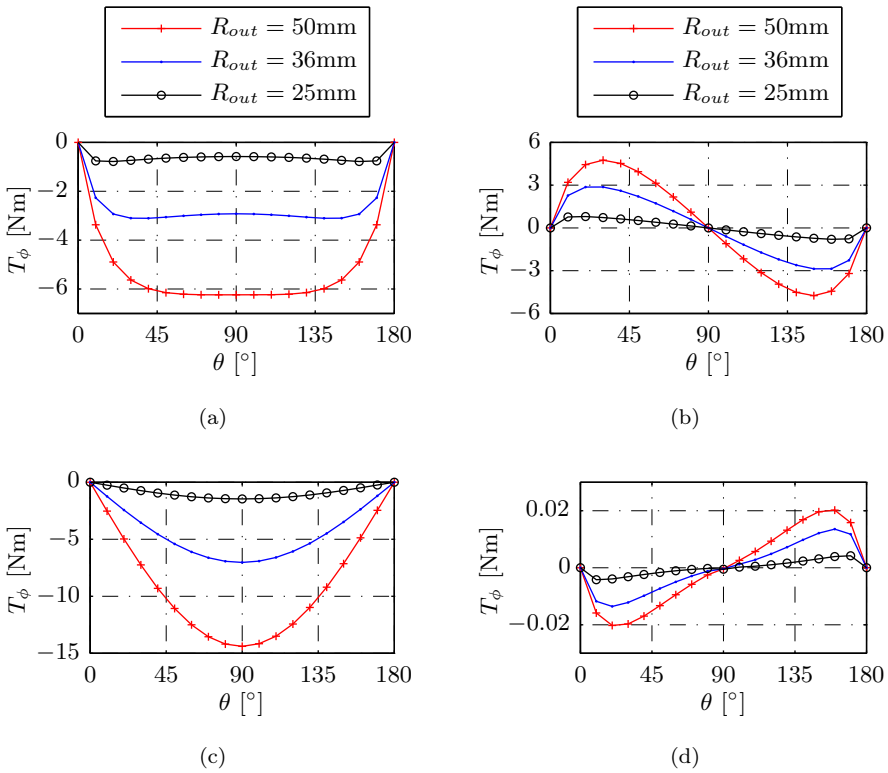 R_out = 50mm
R_out = 36mm
R_out = 25mm
R_out = 50mm
R_out = 36mm
R_out = 25mm
0
−2
−4
−6
T_ϕ [Nm]
0 45 90 135 180
θ [°]
(a)
6
3
0
−3
−6
T_ϕ [Nm]
0 45 90 135 180
θ [°]
(b)
0
−5
−10
−15
T_ϕ [Nm]
0 45 90 135 180
θ [°]
(c)
0.02
0
−0.02
T_ϕ [Nm]
0 45 90 135 180
θ [°]
(d)